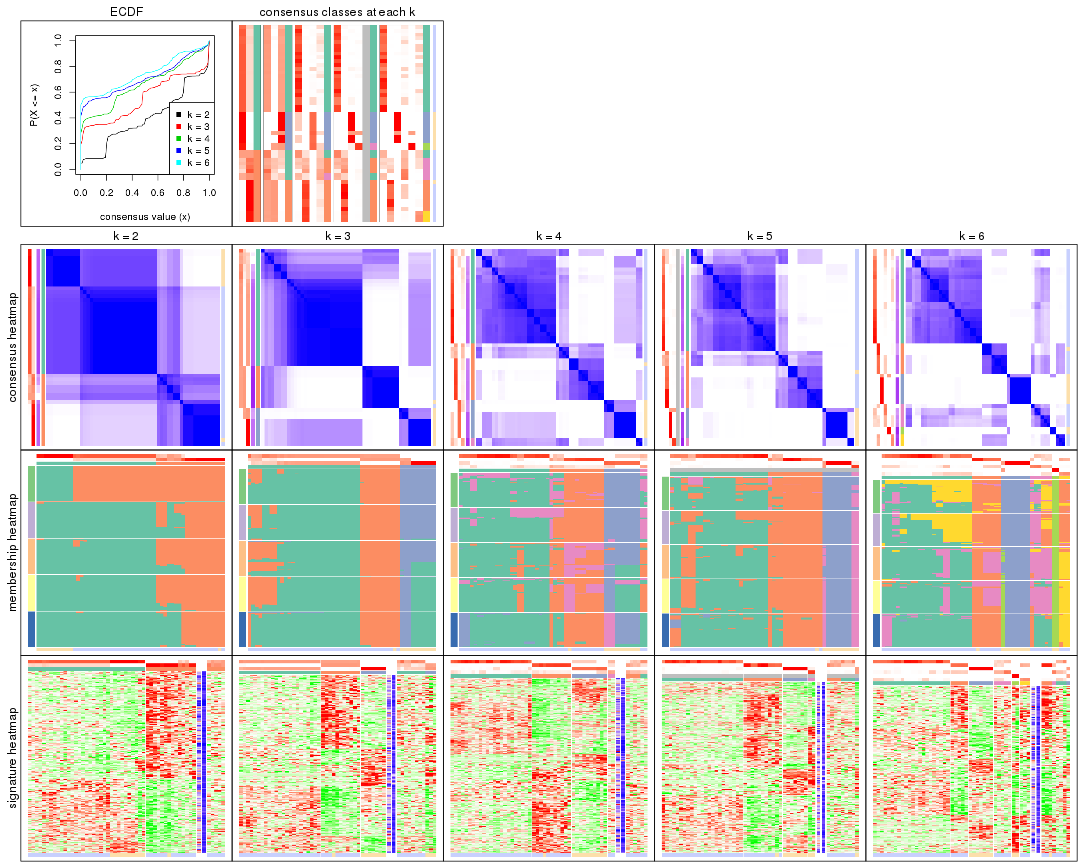 ECDF
consensus classes at each k
P(X <= x)
0.0 0.2 0.4 0.6 0.8 1.0
k = 2
k = 3
k = 4
k = 5
k = 6
0.0 0.2 0.4 0.6 0.8 1.0
consensus value (x)
k = 2
k = 3
k = 4
k = 5
k = 6
consensus heatmap
membership heatmap
signature heatmap